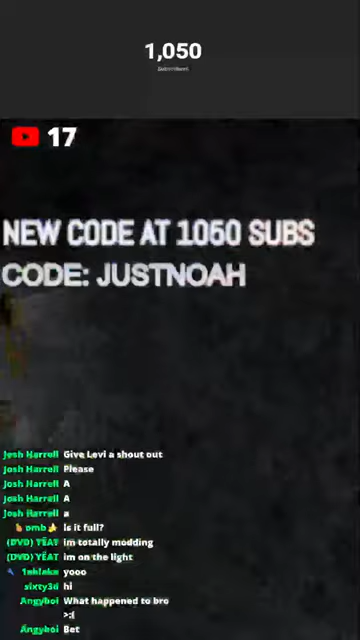 1,050
Subscribers
17
NEW CODE AT 1050 SUBS
CODE: JUSTNOAH
Josh Harrell Give Levi a shout out
Josh Harrell Please
Josh Harrell A
Josh Harrell A
Josh Harrell a
omb Is it full?
(DVD) YEAT im totally modding
(DVD) YEAT im on the light
yooo
sixty3d hi
Angyboi What happened to bro
>:(
Angyboi Bet